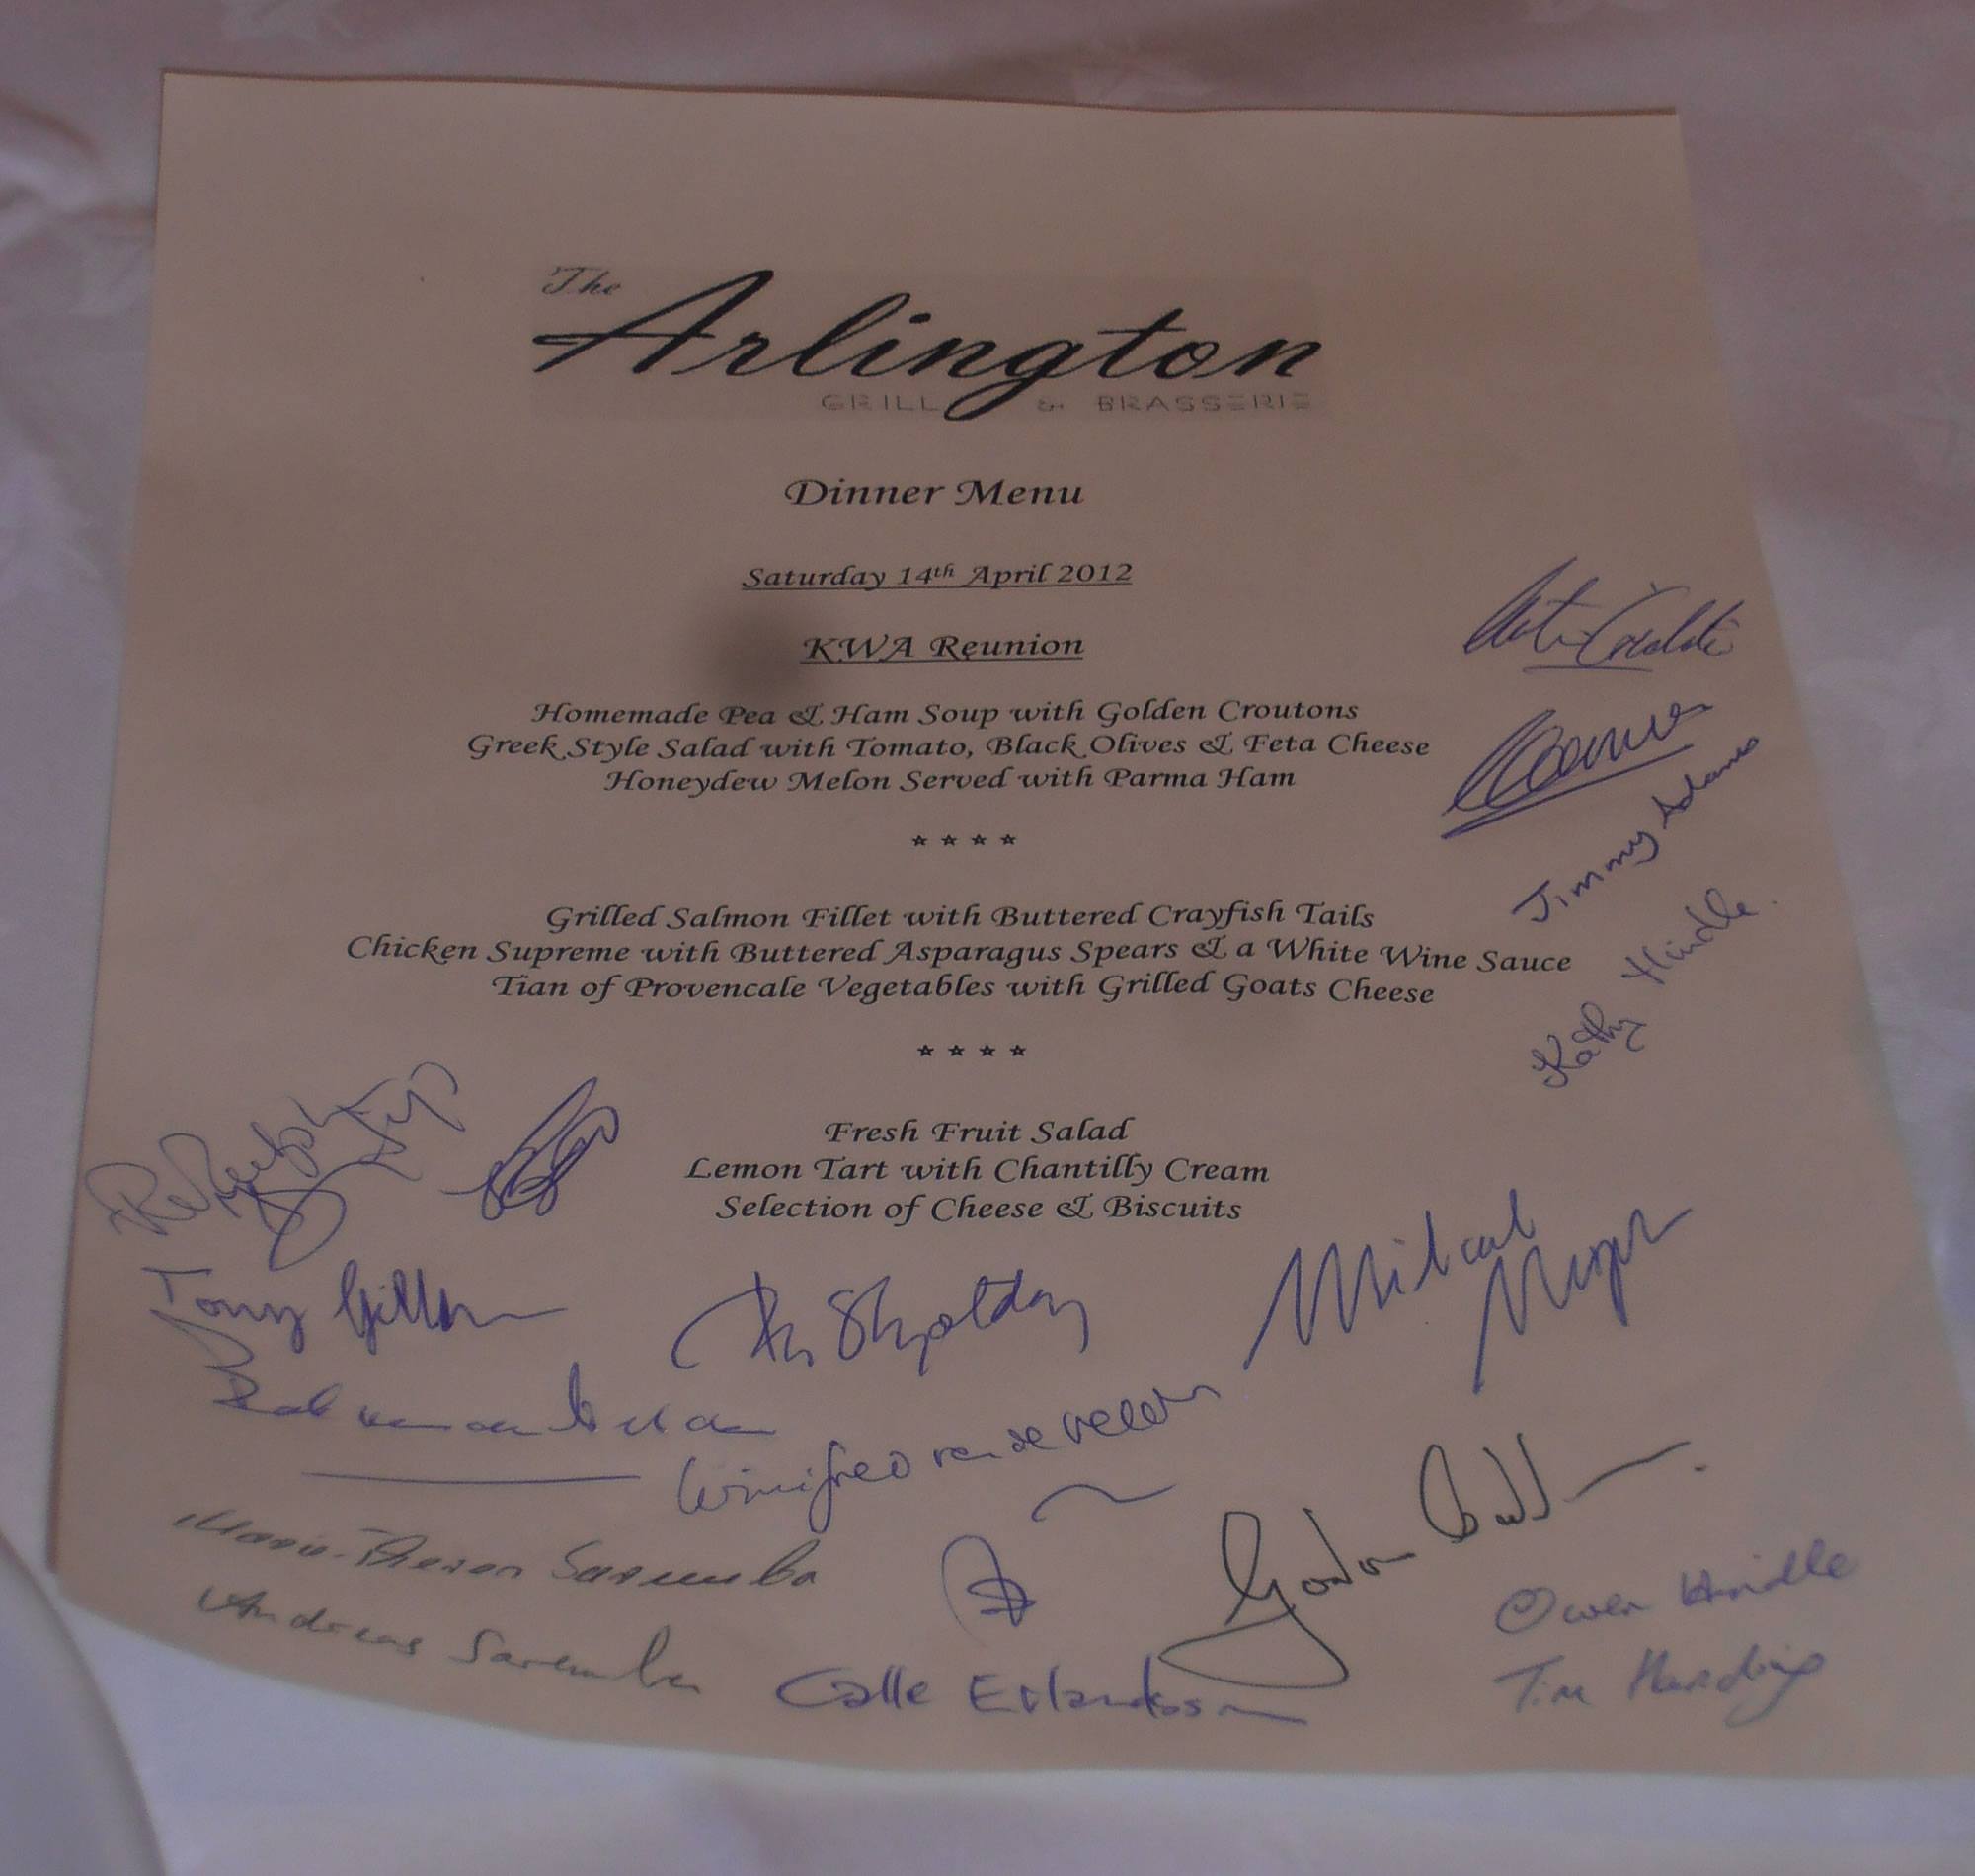 The
Arlington
GRILL & BRASSERIE
Dinner Menu
Saturday 14th April 2012
KWA Reunion
Homemade Pea & Ham Soup with Golden Croutons
Greek Style Salad with Tomato, Black Olives & Feta Cheese
Honeydew Melon Served with Parma Ham
* * * *
Grilled Salmon Fillet with Buttered Crayfish Tails
Chicken Supreme with Buttered Asparagus Spears & a White Wine Sauce
Tian of Provencale Vegetables with Grilled Goats Cheese
* * * *
Fresh Fruit Salad
Lemon Tart with Chantilly Cream
Selection of Cheese & Biscuits
Jimmy Adams
Kathy Hindle
Tony
Winifred van de
Andreas Saremba
Gordon
Calle Erlandsson
Owen Hindle
Tim Harding